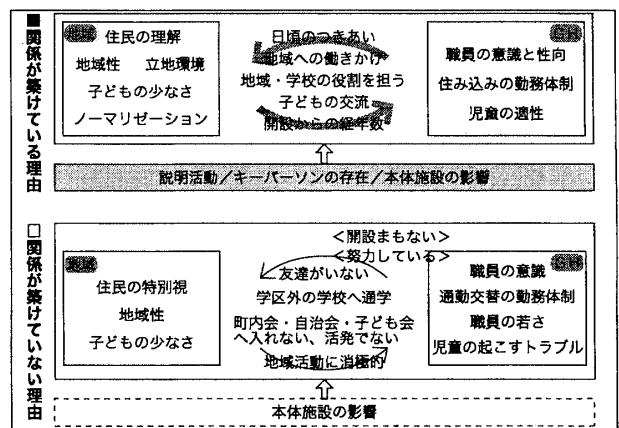 ■関係が築けている理由
地域
住民の理解
地域性 立地環境
子どもの少なさ
ノーマリゼーション
日頃のつきあい
地域への働きかけ
地域・学校の役割を担う
子どもの交流
開設からの経年数
GH
職員の意識と性向
住み込みの勤務体制
児童の適性
説明活動/キーパーソンの存在/本体施設の影響
□関係が築けていない理由
地域
住民の特別視
地域性
子どもの少なさ
<開設まもない>
<努力している>
友達がいない
学区外の学校へ通学
町内会・自治会・子ども会
へ入れない、活発でない
地域活動に消極的
GH
職員の意識
通勤交替の勤務体制
職員の若さ
児童の起こすトラブル
本体施設の影響